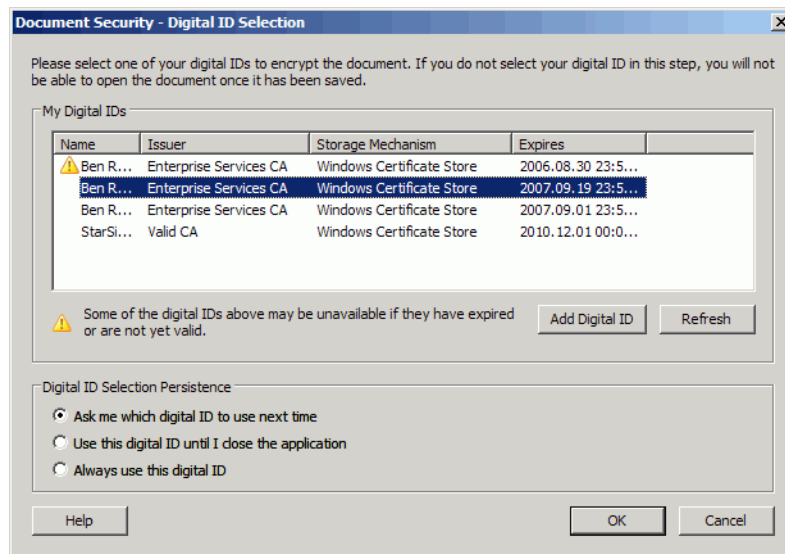 Document Security - Digital ID Selection
Please select one of your digital IDs to encrypt the document. If you do not select your digital ID in this step, you will not
be able to open the document once it has been saved.
My Digital IDs
Name Issuer Storage Mechanism Expires
Ben R... Enterprise Services CA Windows Certificate Store 2006.08.30 23:5...
Ben R... Enterprise Services CA Windows Certificate Store 2007.09.19 23:5...
Ben R... Enterprise Services CA Windows Certificate Store 2007.09.01 23:5...
StarSi... Valid CA Windows Certificate Store 2010.12.01 00:0...
Some of the digital IDs above may be unavailable if they have expired
or are not yet valid.
Add Digital ID
Refresh
Digital ID Selection Persistence
Ask me which digital ID to use next time
Use this digital ID until I close the application
Always use this digital ID
Help
OK
Cancel